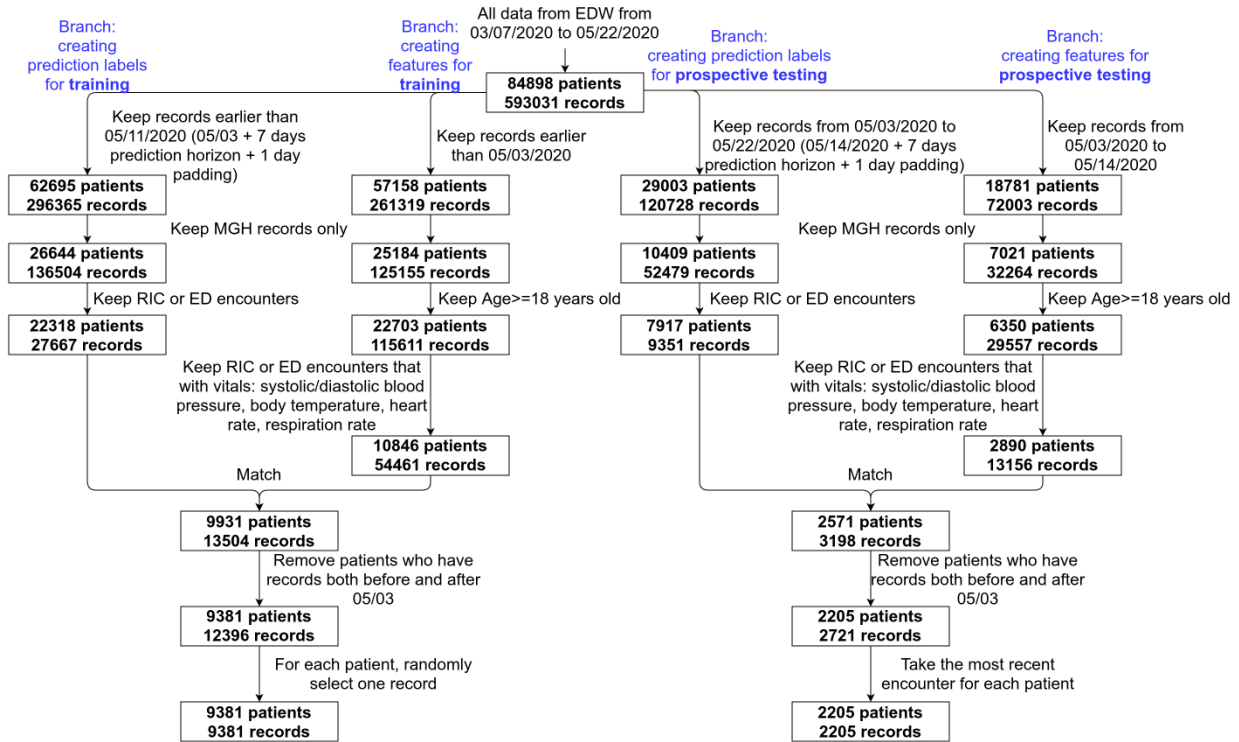 All data from EDW from
03/07/2020 to 05/22/2020
Branch:
creating
prediction labels
for training
Branch:
creating
features for
training
Branch:
creating prediction labels
for prospective testing
Branch:
creating features for
prospective testing
84898 patients
593031 records
Keep records earlier than
05/11/2020 (05/03 + 7 days
prediction horizon + 1 day
padding)
Keep records earlier
than 05/03/2020
Keep records from 05/03/2020 to
05/22/2020 (05/14/2020 + 7 days
prediction horizon + 1 day padding)
Keep records from
05/03/2020 to
05/14/2020
62695 patients
296365 records
57158 patients
261319 records
29003 patients
120728 records
18781 patients
72003 records
Keep MGH records only
Keep MGH records only
26644 patients
136504 records
25184 patients
125155 records
10409 patients
52479 records
7021 patients
32264 records
Keep RIC or ED encounters
Keep Age>=18 years old
Keep RIC or ED encounters
Keep Age>=18 years old
22318 patients
27667 records
22703 patients
115611 records
7917 patients
9351 records
6350 patients
29557 records
Keep RIC or ED encounters that
with vitals: systolic/diastolic blood
pressure, body temperature, heart
rate, respiration rate
Keep RIC or ED encounters that
with vitals: systolic/diastolic blood
pressure, body temperature, heart
rate, respiration rate
10846 patients
54461 records
2890 patients
13156 records
Match
Match
9931 patients
13504 records
2571 patients
3198 records
Remove patients who have
records both before and after
05/03
Remove patients who have
records both before and after
05/03
9381 patients
12396 records
2205 patients
2721 records
For each patient, randomly
select one record
Take the most recent
encounter for each patient
9381 patients
9381 records
2205 patients
2205 records